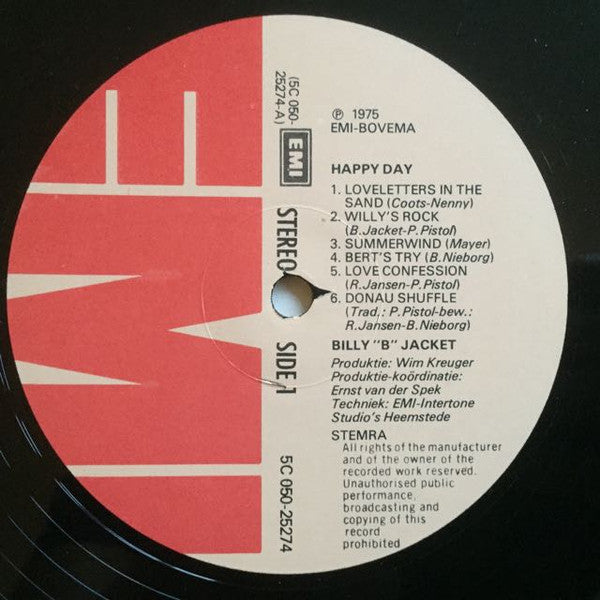 EMI
(5C 050-
25274-A)
EMI
STEREO
SIDE 1
5C 050-25274
℗ 1975
EMI-BOVEMA
HAPPY DAY
1. LOVELETTERS IN THE
SAND (Coots-Nenny)
2. WILLY'S ROCK
(B.Jacket-P.Pistol)
3. SUMMERWIND (Mayer)
4. BERT'S TRY (B.Nieborg)
5. LOVE CONFESSION
(R.Jansen-P.Pistol)
6. DONAU SHUFFLE
(Trad.: P.Pistol-bew.:
R.Jansen-B.Nieborg)
BILLY "B" JACKET
Produktie: Wim Kreuger
Produktie-koördinatie:
Ernst van der Spek
Techniek: EMI-Intertone
Studio's Heemstede
STEMRA
All rights of the manufacturer
and of the owner of the
recorded work reserved.
Unauthorised public
performance,
broadcasting and
copying of this
record
prohibited